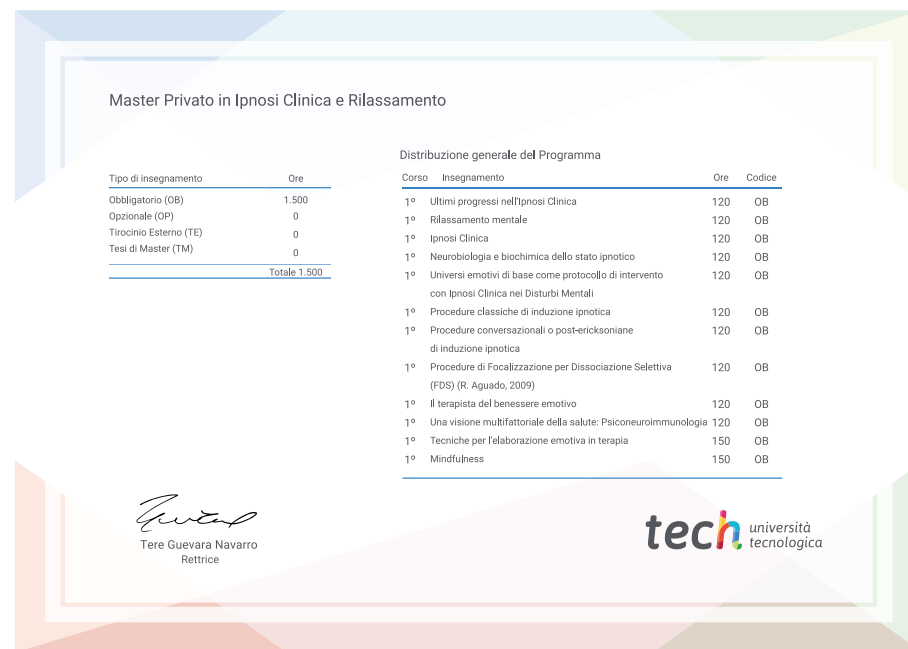 Master Privato in Ipnosi Clinica e Rilassamento
Tipo di insegnamento Ore
Obbligatorio (OB) 1.500
Opzionale (OP) 0
Tirocinio Esterno (TE) 0
Tesi di Master (TM) 0
Totale 1.500
Distribuzione generale del Programma
Corso Insegnamento Ore Codice
1º Ultimi progressi nell'Ipnosi Clinica 120 OB
1º Rilassamento mentale 120 OB
1º Ipnosi Clinica 120 OB
1º Neurobiologia e biochimica dello stato ipnotico 120 OB
1º Universi emotivi di base come protocollo di intervento 120 OB
con Ipnosi Clinica nei Disturbi Mentali
1º Procedure classiche di induzione ipnotica 120 OB
1º Procedure conversazionali o post-ericksoniane 120 OB
di induzione ipnotica
1º Procedure di Focalizzazione per Dissociazione Selettiva 120 OB
(FDS) (R. Aguado, 2009)
1º Il terapista del benessere emotivo 120 OB
1º Una visione multifattoriale della salute: Psiconeuroimmunologia 120 OB
1º Tecniche per l'elaborazione emotiva in terapia 150 OB
1º Mindfulness 150 OB
Tere Guevara Navarro
Rettrice
tech università
tecnologica